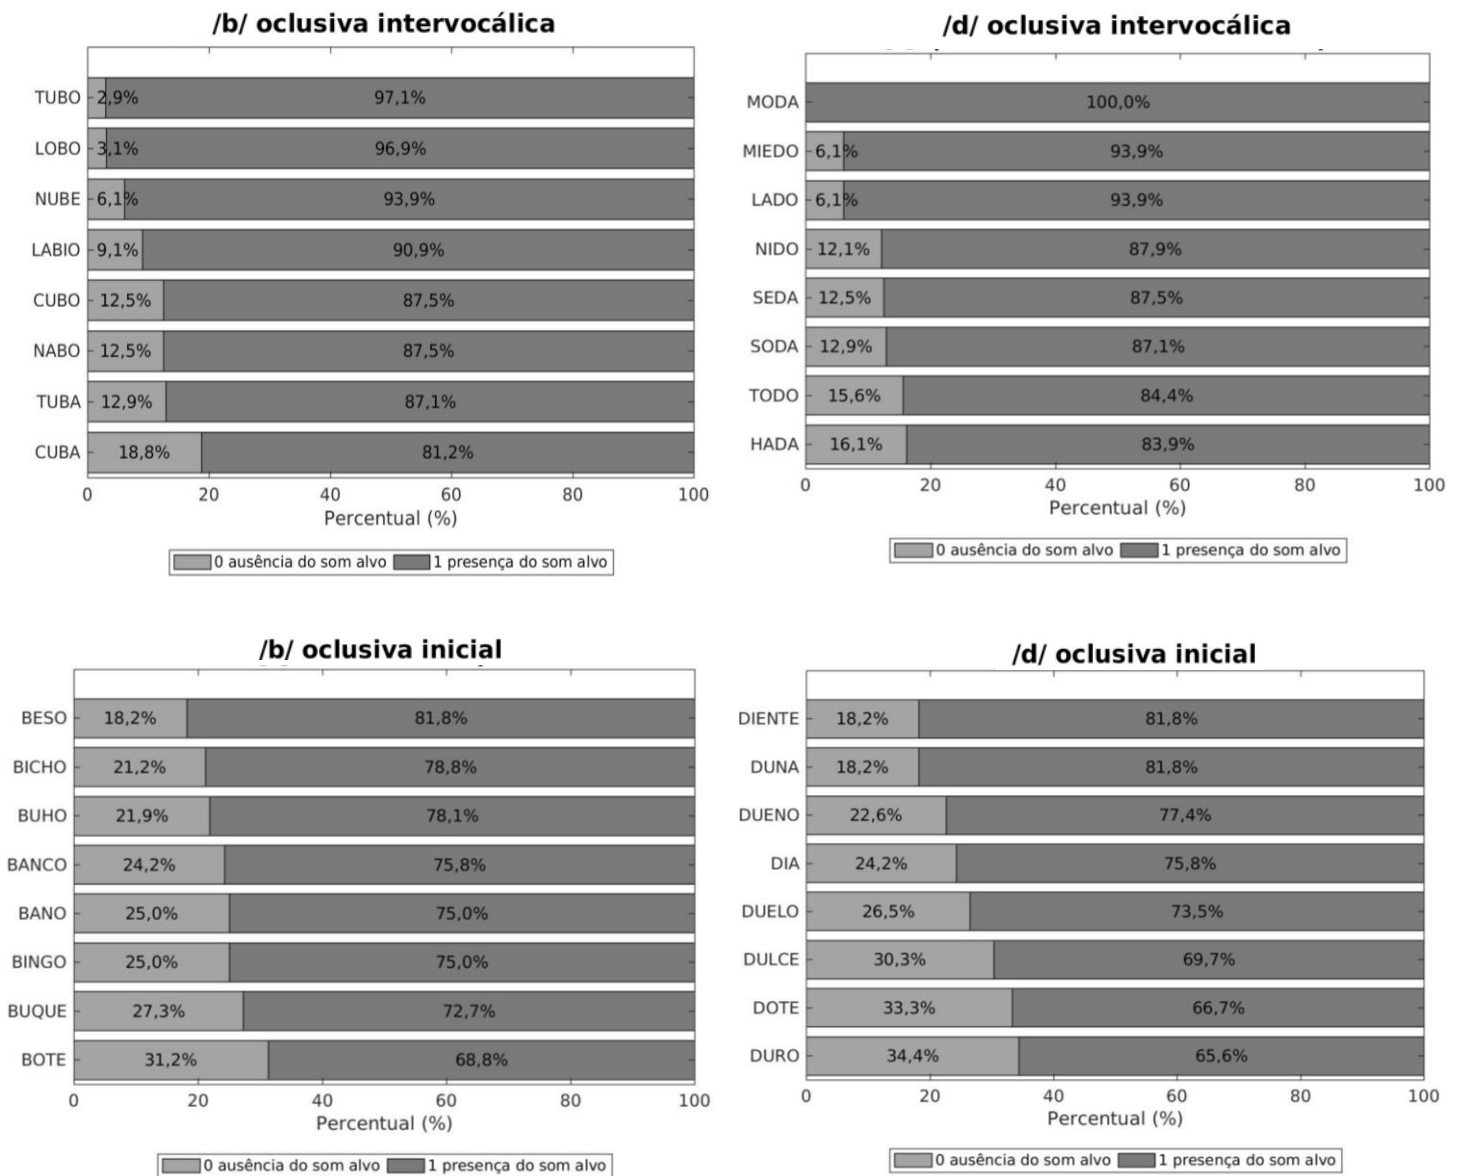 /b/ oclusiva intervocálica
TUBO 2,9% 97,1%
LOBO 3,1% 96,9%
NUBE 6,1% 93,9%
LABIO 9,1% 90,9%
CUBO 12,5% 87,5%
NABO 12,5% 87,5%
TUBA 12,9% 87,1%
CUBA 18,8% 81,2%
0 20 40 60 80 100
Percentual (%)
0 ausência do som alvo 1 presença do som alvo
/d/ oclusiva intervocálica
MODA 100,0%
MIEDO 6,1% 93,9%
LADO 6,1% 93,9%
NIDO 12,1% 87,9%
SEDA 12,5% 87,5%
SODA 12,9% 87,1%
TODO 15,6% 84,4%
HADA 16,1% 83,9%
0 20 40 60 80 100
Percentual (%)
0 ausência do som alvo 1 presença do som alvo
/b/ oclusiva inicial
BESO 18,2% 81,8%
BICHO 21,2% 78,8%
BUHO 21,9% 78,1%
BANCO 24,2% 75,8%
BANO 25,0% 75,0%
BINGO 25,0% 75,0%
BUQUE 27,3% 72,7%
BOTE 31,2% 68,8%
0 20 40 60 80 100
Percentual (%)
0 ausência do som alvo 1 presença do som alvo
/d/ oclusiva inicial
DIENTE 18,2% 81,8%
DUNA 18,2% 81,8%
DUENO 22,6% 77,4%
DIA 24,2% 75,8%
DUELO 26,5% 73,5%
DULCE 30,3% 69,7%
DOTE 33,3% 66,7%
DURO 34,4% 65,6%
0 20 40 60 80 100
Percentual (%)
0 ausência do som alvo 1 presença do som alvo